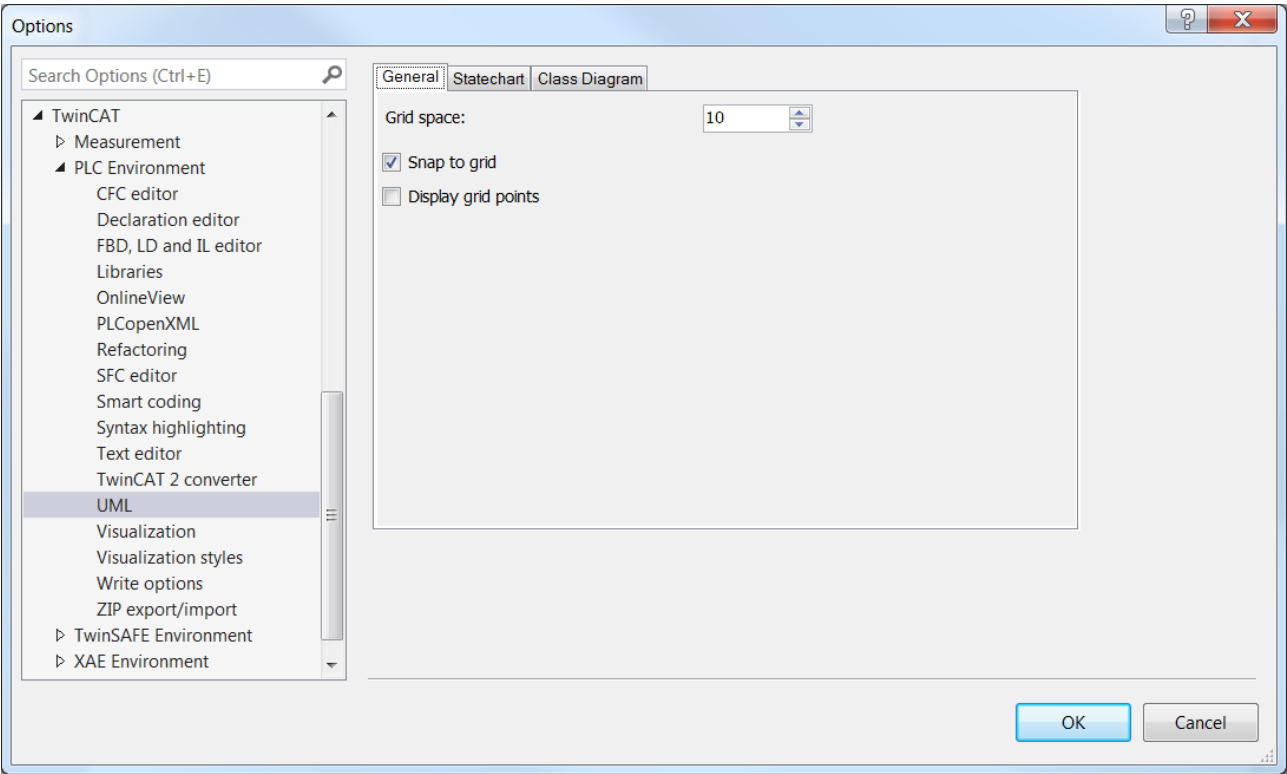 Options
Search Options (Ctrl+E)
TwinCAT
Measurement
PLC Environment
CFC editor
Declaration editor
FBD, LD and IL editor
Libraries
OnlineView
PLCopenXML
Refactoring
SFC editor
Smart coding
Syntax highlighting
Text editor
TwinCAT 2 converter
UML
Visualization
Visualization styles
Write options
ZIP export/import
TwinSAFE Environment
XAE Environment
General Statechart Class Diagram
Grid space: 10
Snap to grid
Display grid points
OK Cancel